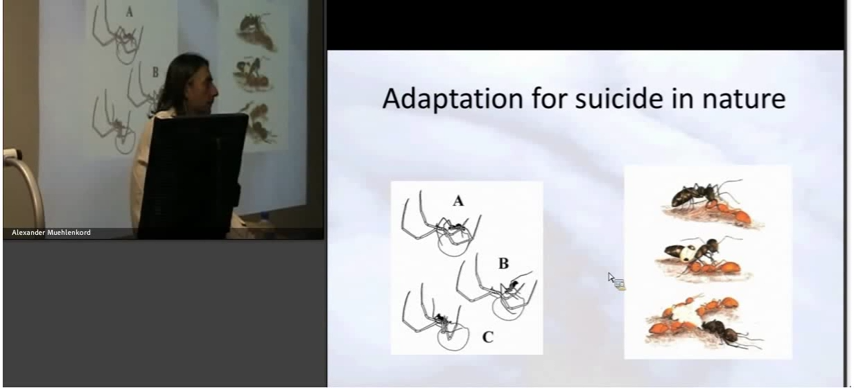 A
B
Alexander Muehlenkord
Adaptation for suicide in nature
A
B
C